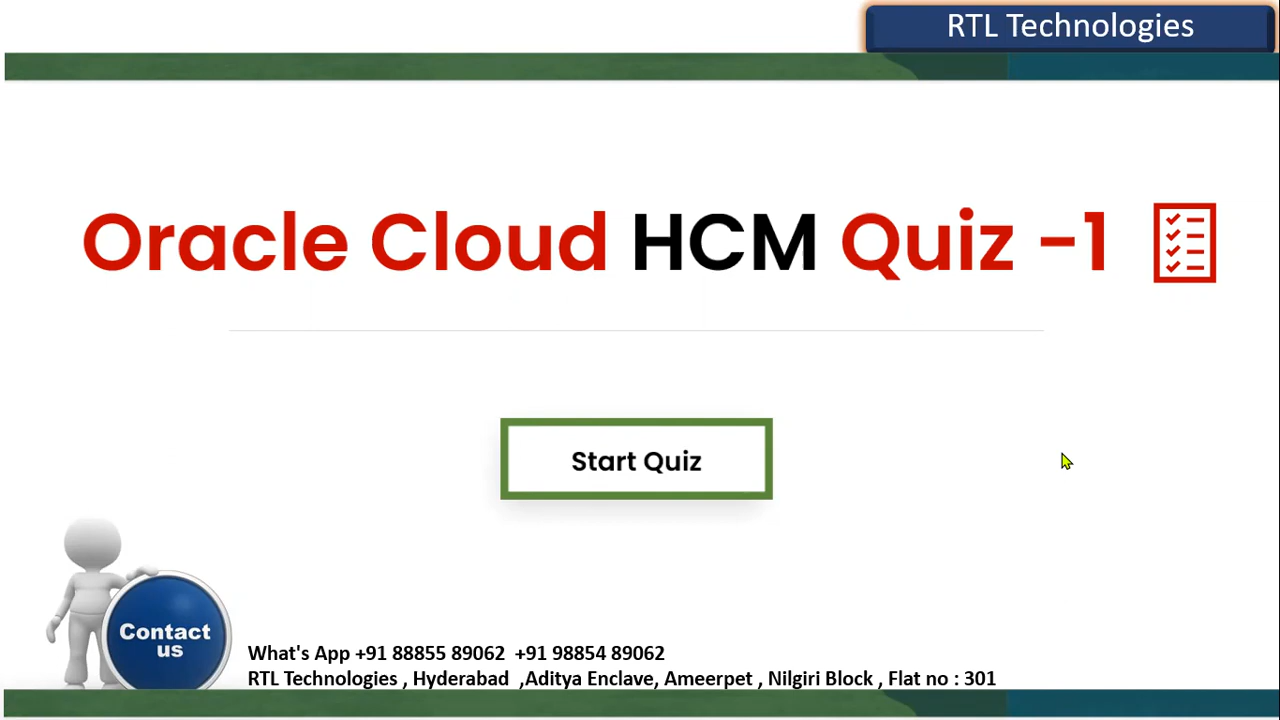 RTL Technologies
Oracle Cloud HCM Quiz -1
Start Quiz
Contact
us
What's App +91 88855 89062 +91 98854 89062
RTL Technologies , Hyderabad ,Aditya Enclave, Ameerpet , Nilgiri Block , Flat no : 301